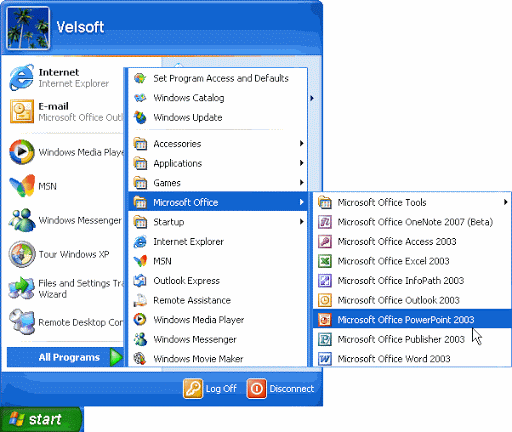 Velsoft
Internet
Internet Explorer
E-mail
Microsoft Office Outl
Windows Media Player
MSN
Windows Messenger
Tour Windows XP
Files and Settings Tra
Wizard
Remote Desktop Con
All Programs
Set Program Access and Defaults
Windows Catalog
Windows Update
Accessories
Applications
Games
Microsoft Office
Startup
Internet Explorer
MSN
Outlook Express
Remote Assistance
Windows Media Player
Windows Messenger
Windows Movie Maker
Microsoft Office Tools
Microsoft Office OneNote 2007 (Beta)
Microsoft Office Access 2003
Microsoft Office Excel 2003
Microsoft Office InfoPath 2003
Microsoft Office Outlook 2003
Microsoft Office PowerPoint 2003
Microsoft Office Publisher 2003
Microsoft Office Word 2003
Log Off
Disconnect
start